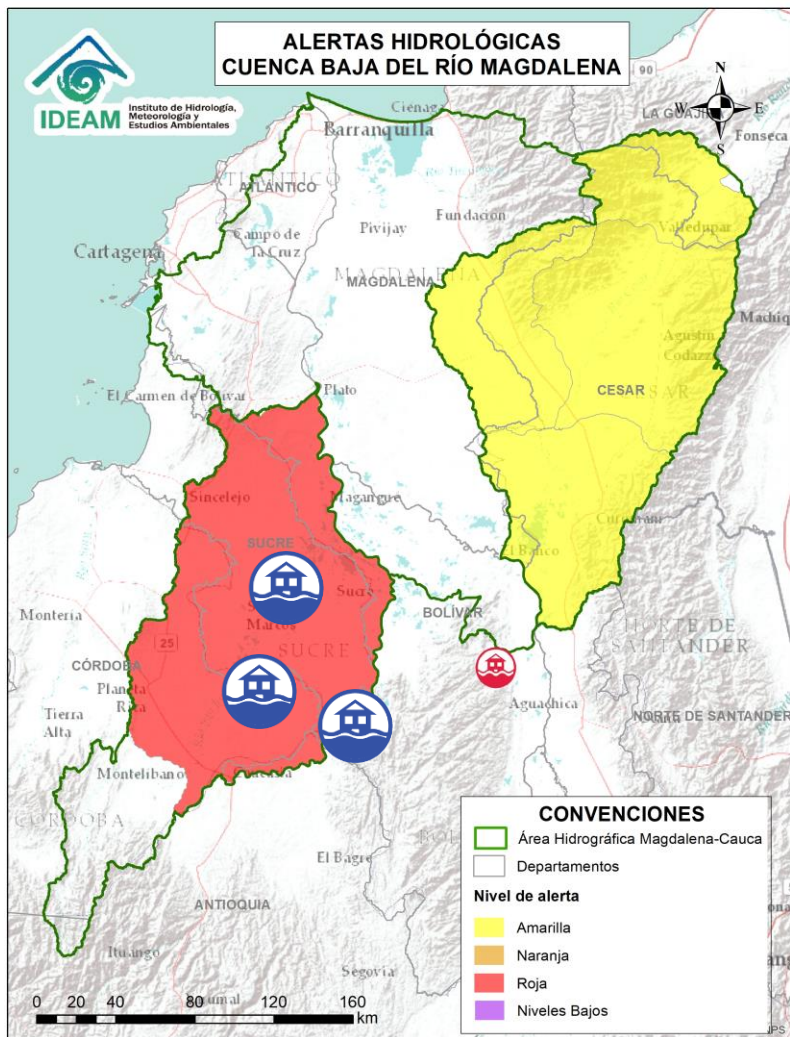 ALERTAS HIDROLÓGICAS
CUENCA BAJA DEL RÍO MAGDALENA
IDEAM
Instituto de Hidrología,
Meteorología y
Estudios Ambientales
N
W
E
S
90
LA GUAJIRA
Fonseca
Ciénaga
Barranquilla
ATLÁNTICO
Fundación
Pivijay
Campo de
la Cruz
Valledupar
Cartagena
MAGDALENA
MAGDALENA
Agustín
Codazzi
CESAR
El Carmen de Bolívar
Plato
Sincelejo
Magangue
SUCRE
El Banco
Sucre
Marcos
BOLÍVAR
Montería
25
SUCRE
NORTE DE
SANTANDER
CÓRDOBA
Planeta
Rica
Aguachica
Tierra
Alta
NORTE DE SANTANDER
Montelibano
CÓRDOBA
El Bagre
ANTIOQUIA
Ituango
Segovia
0 20 40 80 120 160
km
CONVENCIONES
Área Hidrográfica Magdalena-Cauca
Departamentos
Nivel de alerta
Amarilla
Naranja
Roja
Niveles Bajos